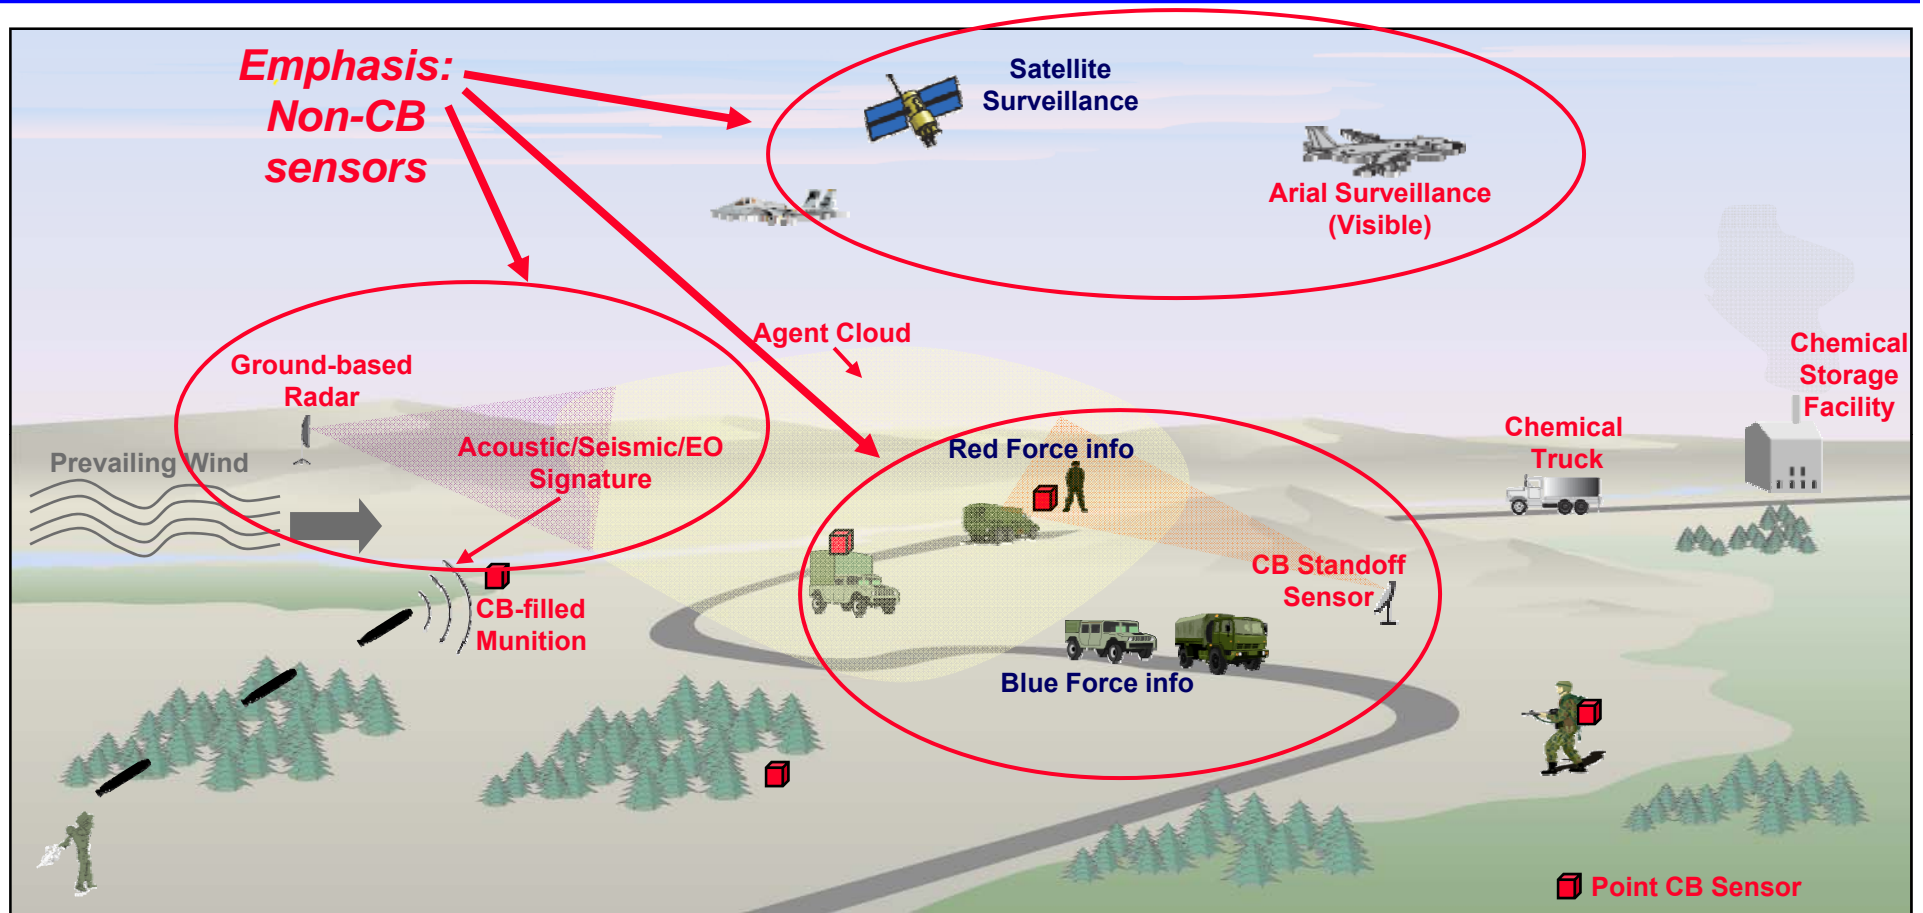 Emphasis:
Non-CB
sensors
Satellite
Surveillance
Arial Surveillance
(Visible)
Agent Cloud
Ground-based
Radar
Acoustic/Seismic/EO
Signature
Prevailing Wind
Red Force info
Chemical
Truck
Chemical
Storage
Facility
CB Standoff
Sensor
CB-filled
Munition
Blue Force info
Point CB Sensor